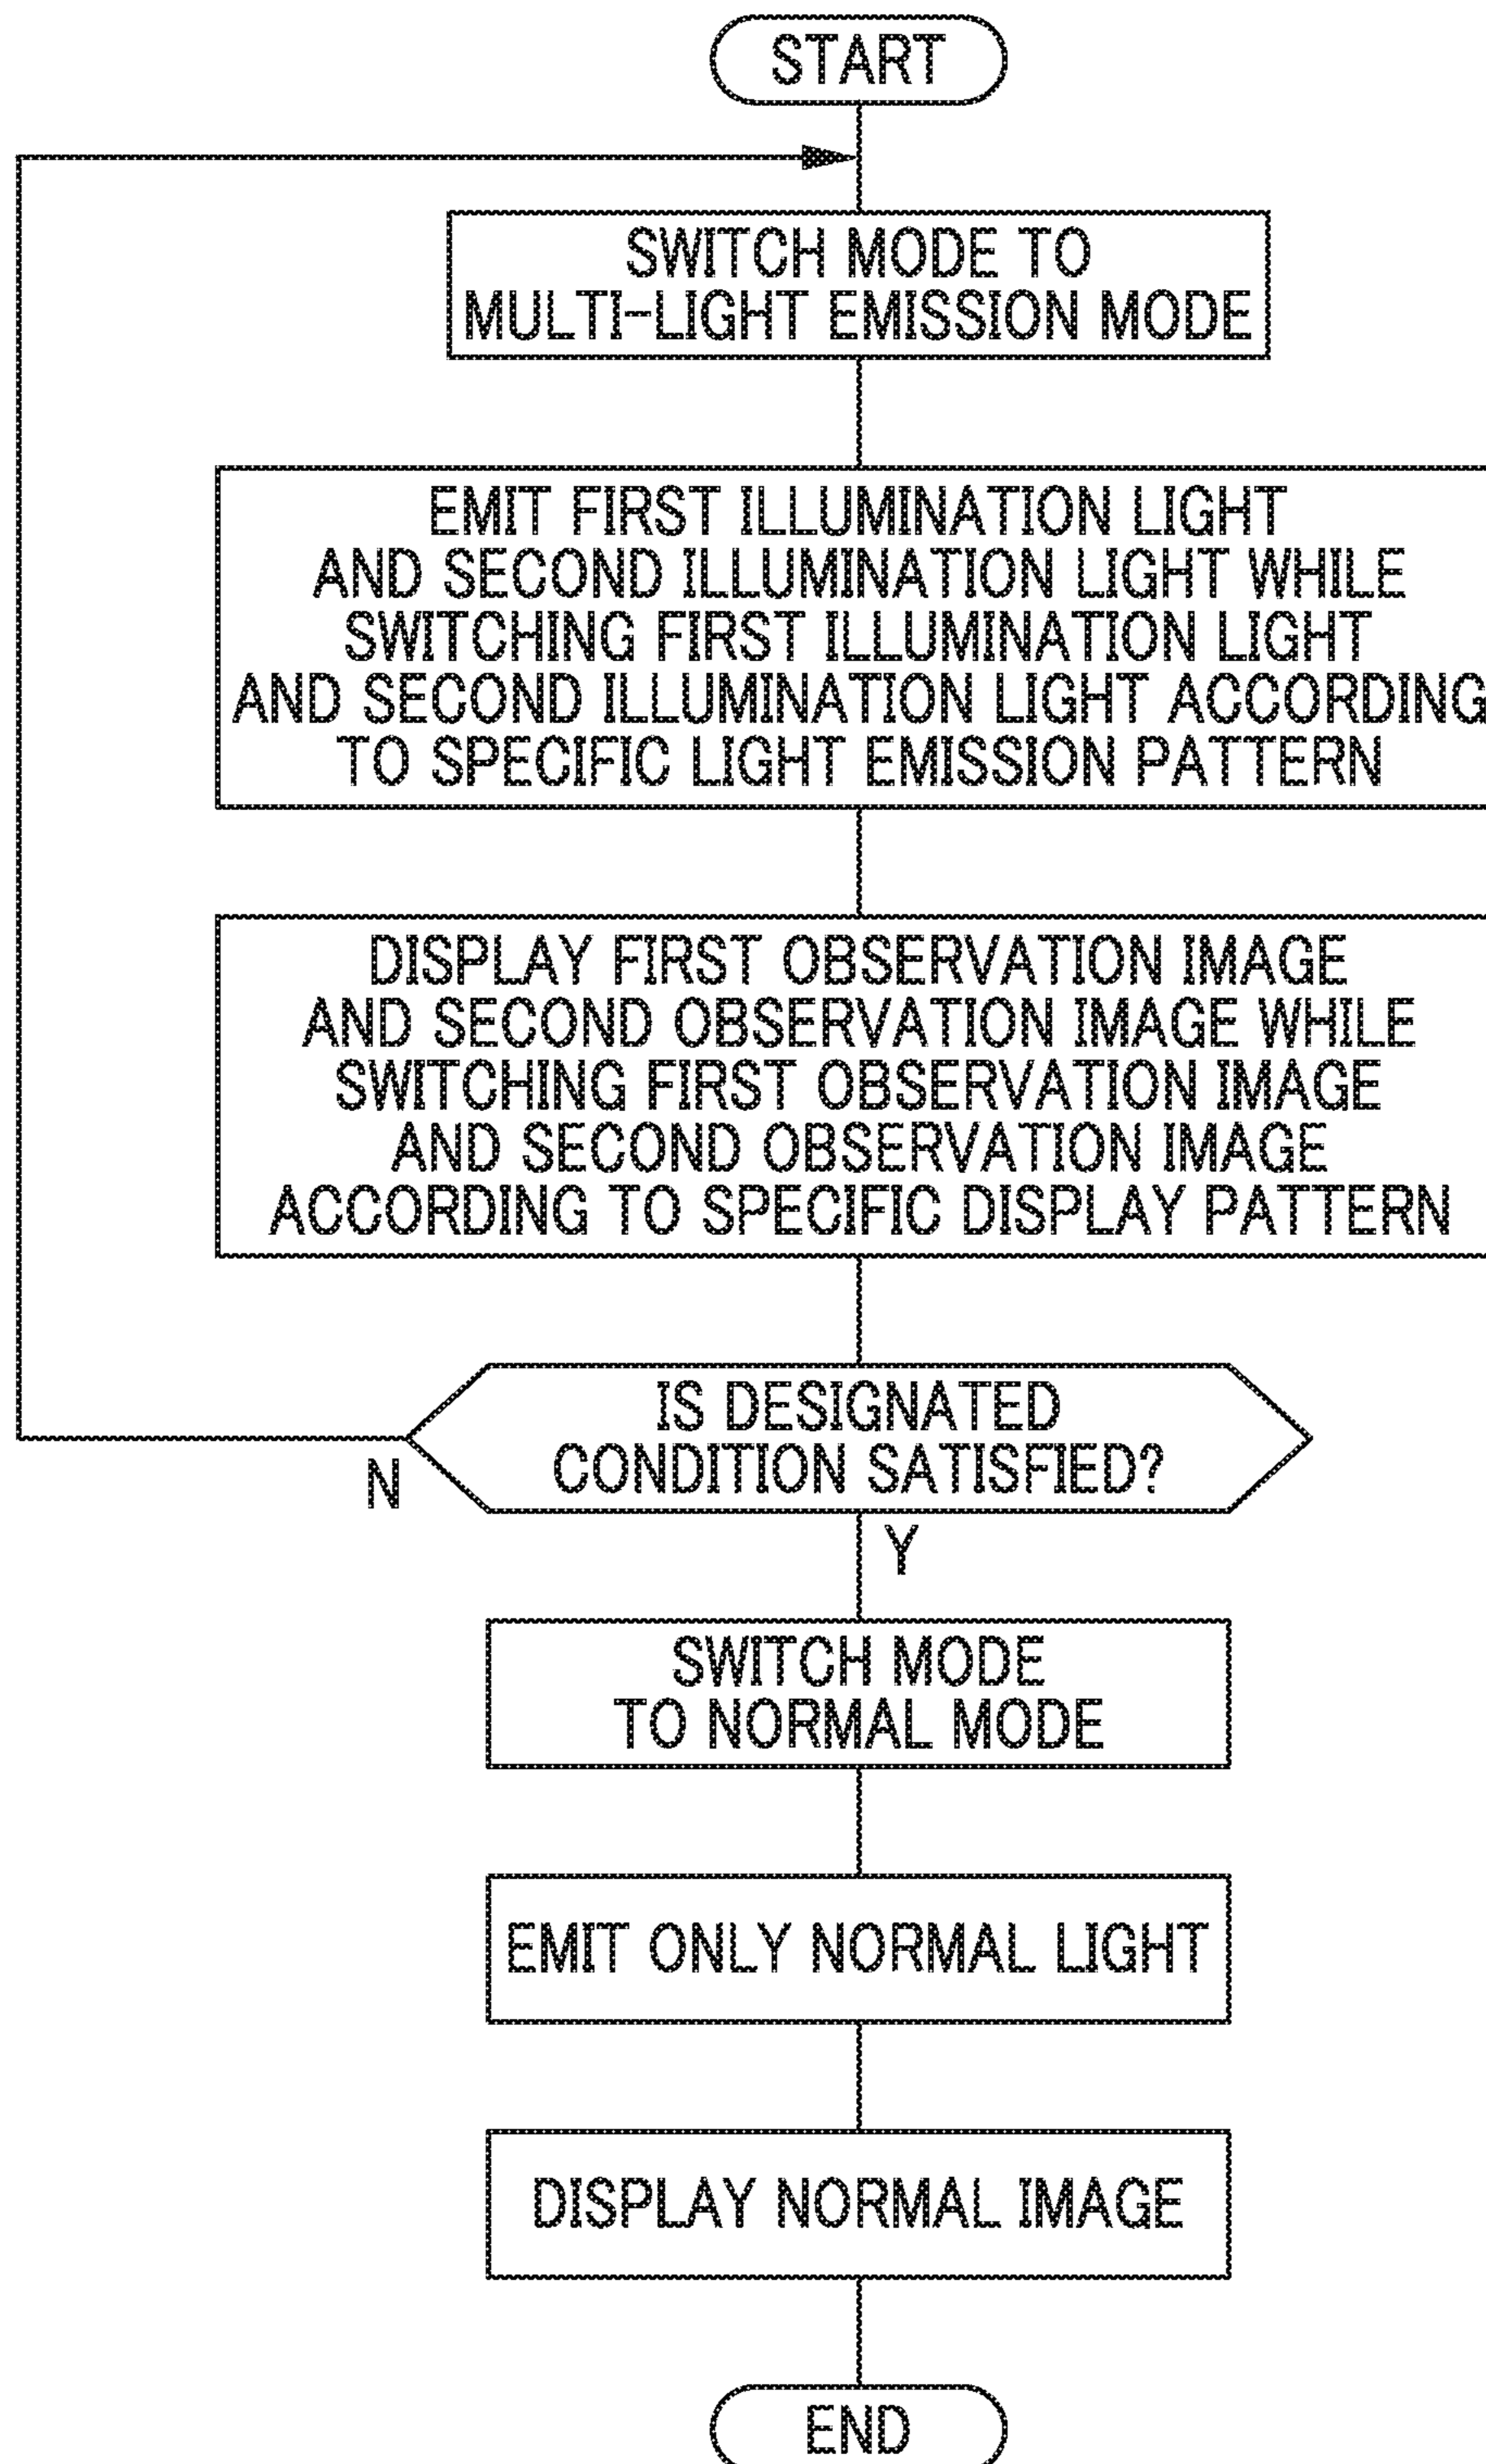 START
SWITCH MODE TO
MULTI-LIGHT EMISSION MODE
EMIT FIRST ILLUMINATION LIGHT
AND SECOND ILLUMINATION LIGHT WHILE
SWITCHING FIRST ILLUMINATION LIGHT
AND SECOND ILLUMINATION LIGHT ACCORDING
TO SPECIFIC LIGHT EMISSION PATTERN
DISPLAY FIRST OBSERVATION IMAGE
AND SECOND OBSERVATION IMAGE WHILE
SWITCHING FIRST OBSERVATION IMAGE
AND SECOND OBSERVATION IMAGE
ACCORDING TO SPECIFIC DISPLAY PATTERN
IS DESIGNATED
CONDITION SATISFIED?
N
Y
SWITCH MODE
TO NORMAL MODE
EMIT ONLY NORMAL LIGHT
DISPLAY NORMAL IMAGE
END